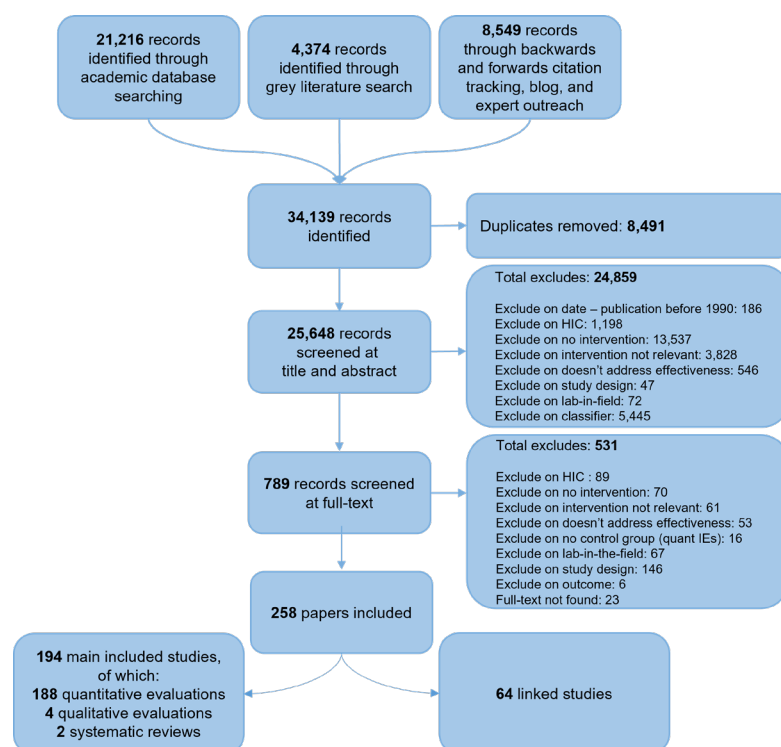 21,216 records
identified through
academic database
searching
4,374 records
identified through
grey literature search
8,549 records
through backwards
and forwards citation
tracking, blog, and
expert outreach
34,139 records
identified
Duplicates removed: 8,491
25,648 records
screened at
title and abstract
Total excludes: 24,859
Exclude on date – publication before 1990: 186
Exclude on HIC: 1,198
Exclude on no intervention: 13,537
Exclude on intervention not relevant: 3,828
Exclude on doesn't address effectiveness: 546
Exclude on study design: 47
Exclude on lab-in-field: 72
Exclude on classifier: 5,445
789 records screened
at full-text
Total excludes: 531
Exclude on HIC : 89
Exclude on no intervention: 70
Exclude on intervention not relevant: 61
Exclude on doesn't address effectiveness: 53
Exclude on no control group (quant IEs): 16
Exclude on lab-in-the-field: 67
Exclude on study design: 146
Exclude on outcome: 6
Full-text not found: 23
258 papers included
194 main included studies,
of which:
188 quantitative evaluations
4 qualitative evaluations
2 systematic reviews
64 linked studies